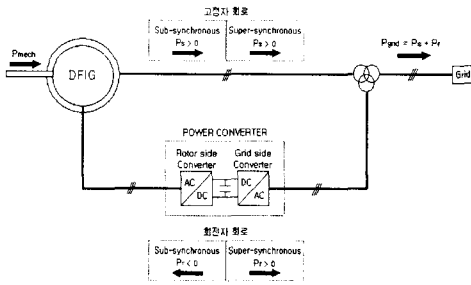 고정자 회로
Sub-synchronous
Ps > 0
Super-synchronous
Ps > 0
Pmech
DFIG
Pgrid = Ps + Pr
Grid
POWER CONVERTER
Rotor side
Converter
Grid side
Converter
AC
DC
DC
AC
회전자 회로
Sub-synchronous
Pr < 0
Super-synchronous
Pr > 0